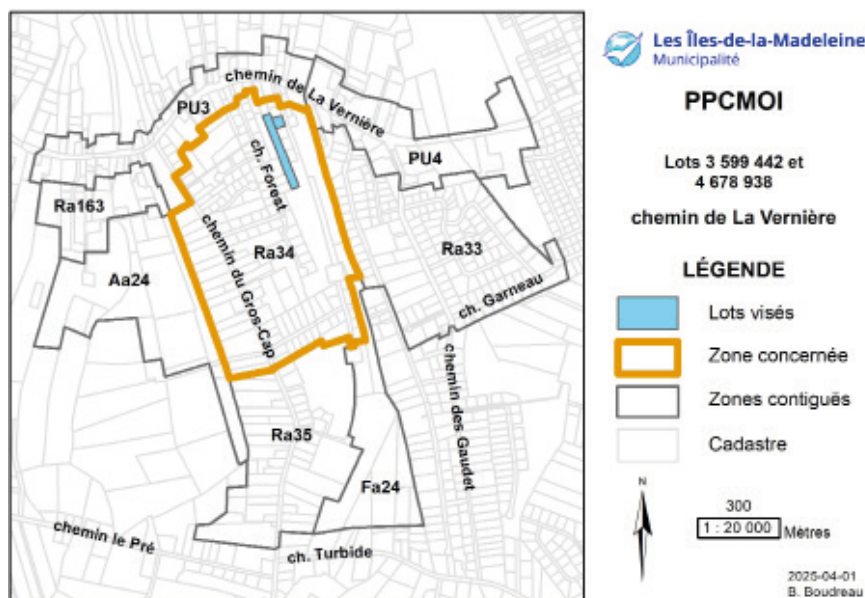 chemin de La Vernière
PU3
PU4
ch. Forest
Ra163
Ra34
Ra33
Aa24
chemin du Gros-Cap
ch. Garneau
chemin des Gaudet
Ra35
Fa24
chemin le Pré
ch. Turbide
Les Îles-de-la-Madeleine
Municipalité
PPCMOI
Lots 3 599 442 et
4 678 938
chemin de La Vernière
LÉGENDE
Lots visés
Zone concernée
Zones contiguës
Cadastre
N
300
1 : 20 000 Mètres
2025-04-01
B. Boudreau